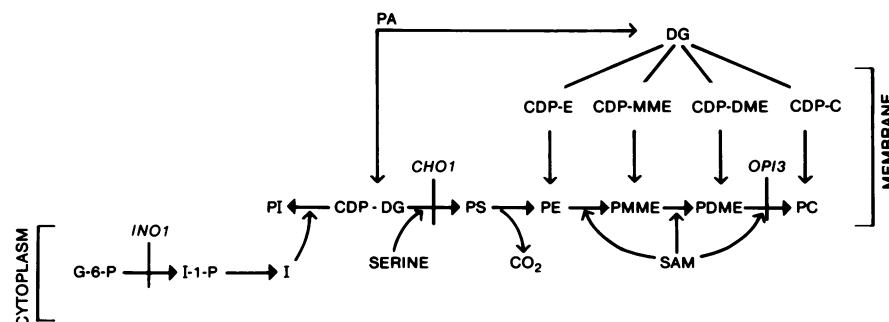 PA
DG
CDP-E CDP-MME CDP-DME CDP-C
CHO1 OPI3
PI CDP - DG PS PE PMME PDME PC
INO1
G-6-P I-1-P I SERINE CO₂ SAM
CYTOPLASM
MEMBRANE